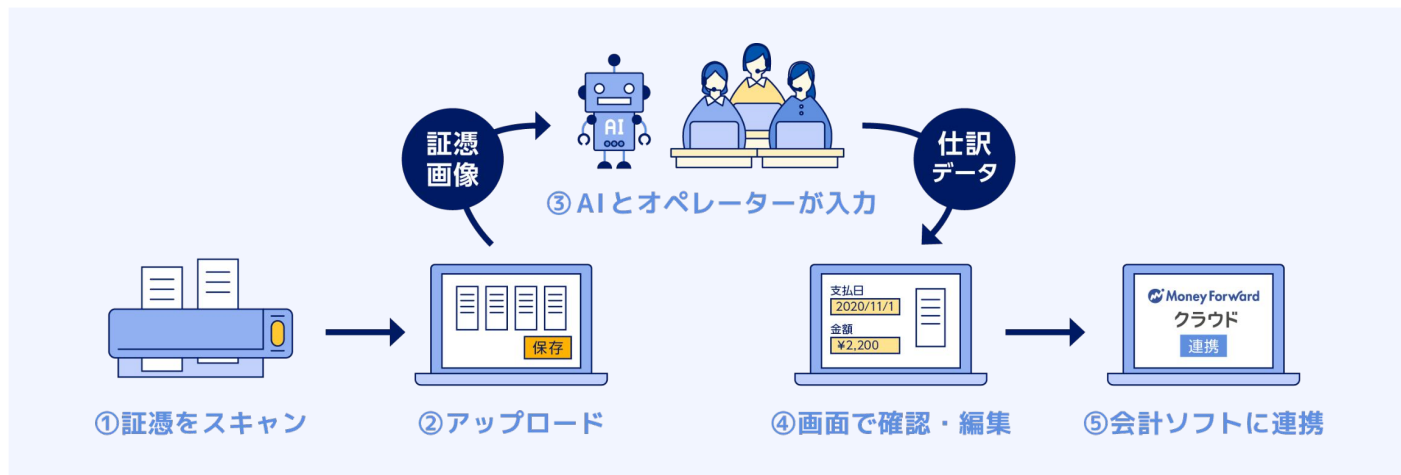 証憑
画像
AI
③AIとオペレーターが入力
仕訳
データ
①証憑をスキャン
保存
②アップロード
支払日
2020/11/1
金額
¥2,200
④画面で確認・編集
Money Forward
クラウド
連携
⑤会計ソフトに連携